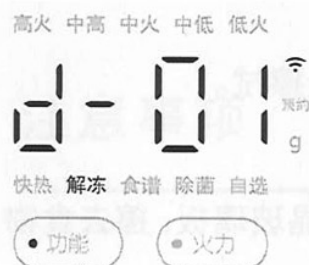 高火 中高 中火 中低 低火
d-01
预约
g
快热 解冻 食谱 除菌 自选
功能 火力